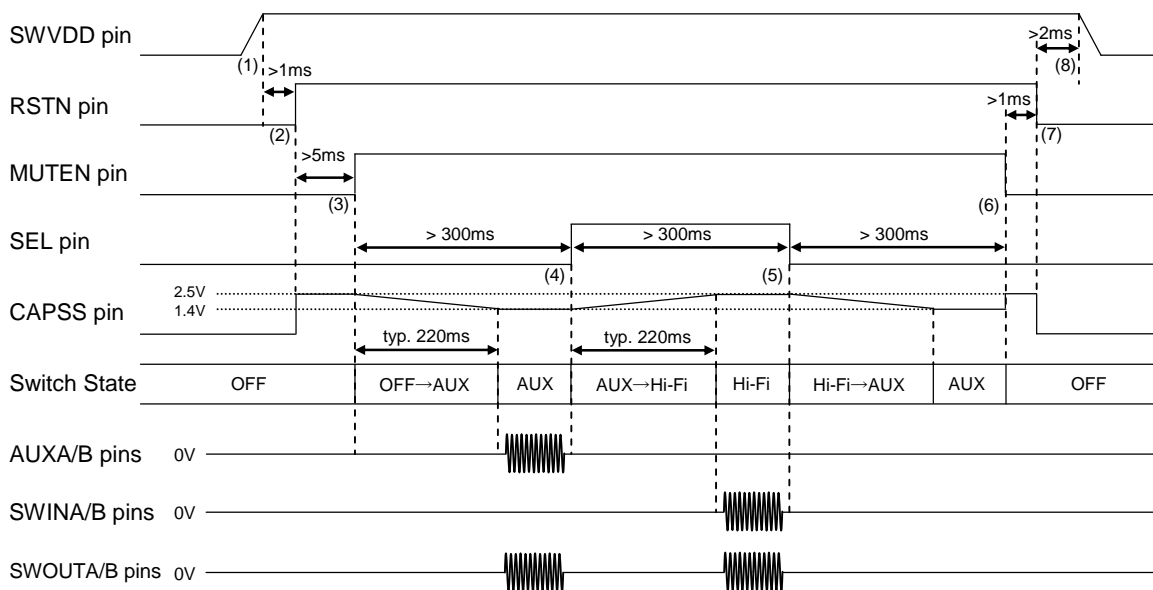 SWVDD pin
(1)
>1ms
>2ms
(8)
RSTN pin
(2)
>1ms
(7)
MUTEN pin
>5ms
(3)
(6)
SEL pin
> 300ms
> 300ms
> 300ms
(4)
(5)
CAPSS pin
2.5V
1.4V
typ. 220ms
typ. 220ms
Switch State
OFF
OFF→AUX
AUX
AUX→Hi-Fi
Hi-Fi
Hi-Fi→AUX
AUX
OFF
AUXA/B pins 0V
SWINA/B pins 0V
SWOUTA/B pins 0V